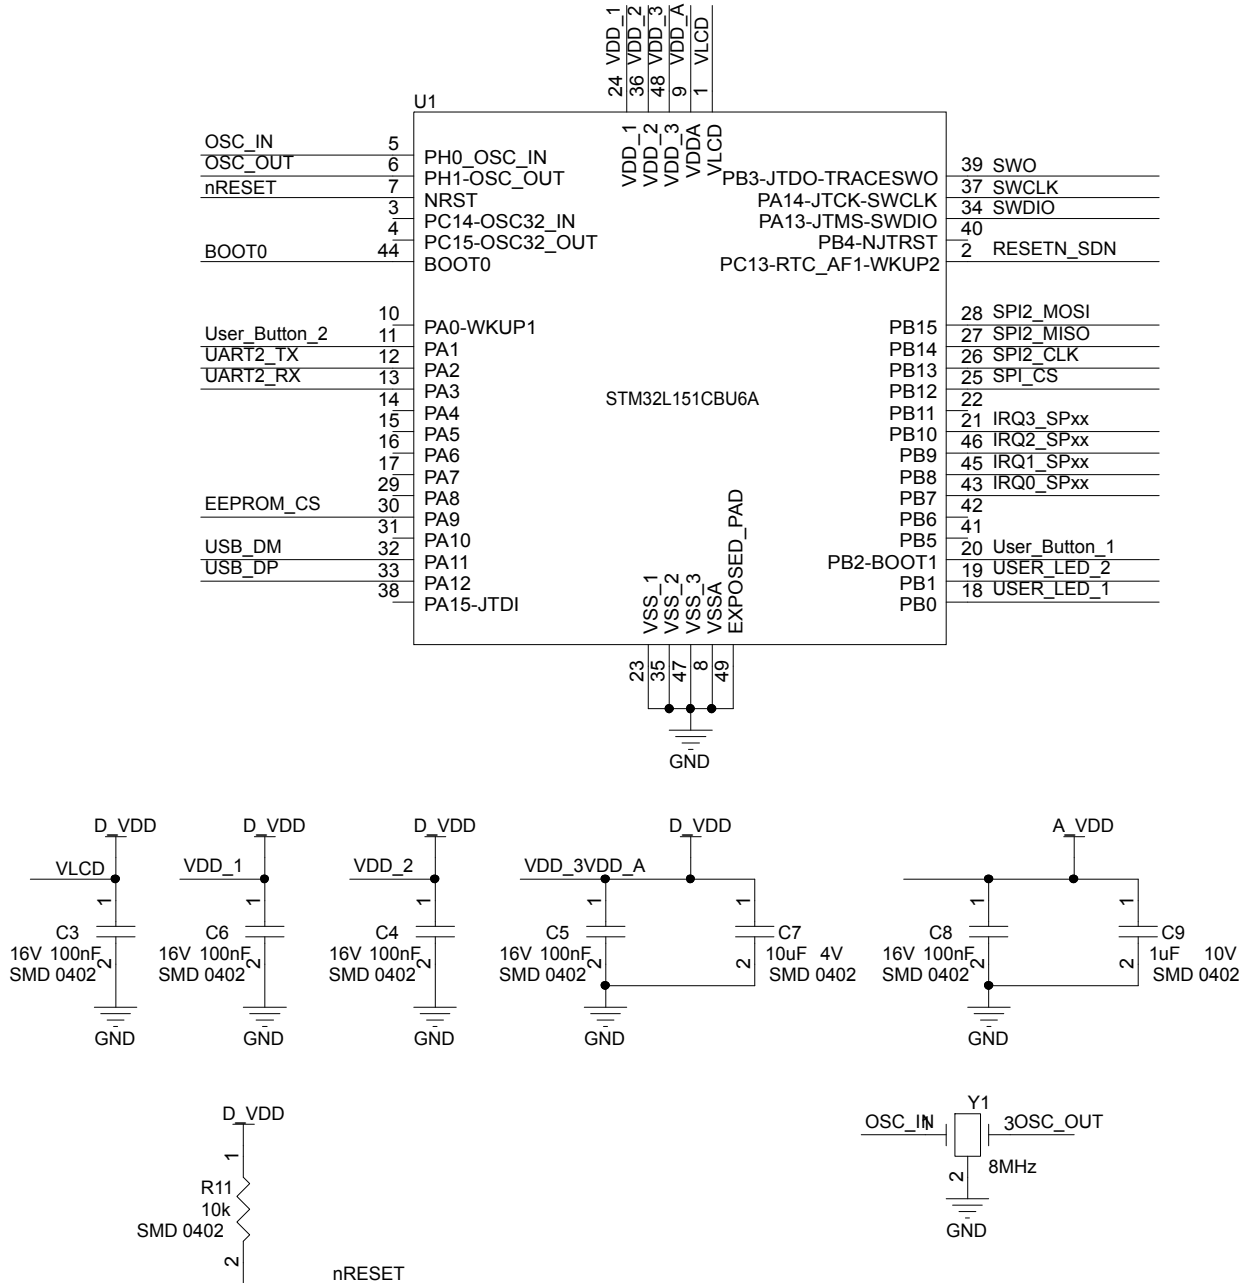 24 VDD_1
36 VDD_2
48 VDD_3
9 VDD_A
1 VLCD
U1
VDD_1
VDD_2
VDD_3
VDDA
VLCD
OSC_IN 5 PH0_OSC_IN
OSC_OUT 6 PH1-OSC_OUT
nRESET 7 NRST
3 PC14-OSC32_IN
4 PC15-OSC32_OUT
BOOT0 44 BOOT0
10 PA0-WKUP1
User_Button_2 11 PA1
UART2_TX 12 PA2
UART2_RX 13 PA3
14 PA4
15 PA5
16 PA6
17 PA7
29 PA8
EEPROM_CS 30 PA9
31 PA10
USB_DM 32 PA11
USB_DP 33 PA12
38 PA15-JTDI
STM32L151CBU6A
PB3-JTDO-TRACESWO 39 SWO
PA14-JTCK-SWCLK 37 SWCLK
PA13-JTMS-SWDIO 34 SWDIO
PB4-NJTRST 40
PC13-RTC_AF1-WKUP2 2 RESETN_SDN
PB15 28 SPI2_MOSI
PB14 27 SPI2_MISO
PB13 26 SPI2_CLK
PB12 25 SPI_CS
PB11 22
PB10 21 IRQ3_SPxx
PB9 46 IRQ2_SPxx
PB8 45 IRQ1_SPxx
PB7 43 IRQ0_SPxx
PB6 42
PB5 41
PB2-BOOT1 20 User_Button_1
PB1 19 USER_LED_2
PB0 18 USER_LED_1
VSS_1
VSS_2
VSS_3
VSSA
EXPOSED_PAD
23
35
47
8
49
GND
D_VDD
VLCD
1
C3
16V 100nF
2
SMD 0402
GND
D_VDD
VDD_1
1
C6
16V 100nF
2
SMD 0402
GND
D_VDD
VDD_2
1
C4
16V 100nF
2
SMD 0402
GND
D_VDD
VDD_3VDD_A
1
C5
16V 100nF
2
SMD 0402
GND
1
C7
10uF 4V
2
SMD 0402
A_VDD
1
C8
16V 100nF
2
SMD 0402
GND
1
C9
1uF 10V
2
SMD 0402
D_VDD
1
R11
10k
SMD 0402
2
nRESET
Y1
OSC_IN 1
3 OSC_OUT
8MHz
2
GND